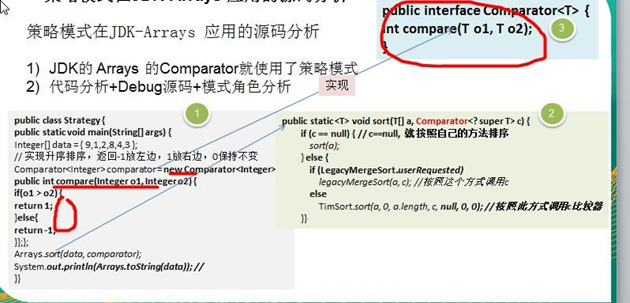 策略模式在JDK-Arrays 应用的源码分析
1) JDK的 Arrays 的Comparator就使用了策略模式
2) 代码分析+Debug源码+模式角色分析
实现
public interface Comparator<T> {
int compare(T o1, T o2);
}
3
1
public class Strategy {
public static void main(String[] args) {
Integer[] data = { 9,1,2,8,4,3 };
// 实现升序排序，返回-1放左边，1放右边，0保持不变
Comparator<Integer> comparator = new Comparator<Integer>
public int compare(Integer o1, Integer o2) {
if(o1 > o2) {
return 1;
}else{
return -1;
}};
Arrays.sort(data, comparator);
System.out.println(Arrays.toString(data)); //
}}
2
public static <T> void sort(T[] a, Comparator<? super T> c) {
if (c == null) { // c==null, 就按照自己的方法排序
sort(a);
} else {
if (LegacyMergeSort.userRequested)
legacyMergeSort(a, c); //按照这个方式调用c
else
TimSort.sort(a, 0, a.length, c, null, 0, 0); //按照此方式调用c比较器
}}